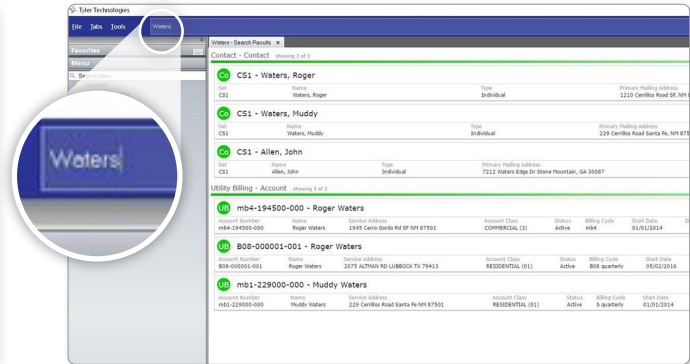 Tyler Technologies
File Tabs Tools Waters
Favorites
Menu
Waters
Waters - Search Results ×
Contact - Contact showing 3 of 3
Co CS1 - Waters, Roger
Set Name Type Primary Mailing Address
CS1 Waters, Roger Individual 1210 Cerrillos Road SF, NM
Co CS1 - Waters, Muddy
Set Name Type Primary Mailing Address
CS1 Waters, Muddy Individual 229 Cerrillos Road Santa Fe, NM 875
Co CS1 - Allen, John
Set Name Type Primary Mailing Address
CS1 Allen, John Individual 7212 Waters Edge Dr Stone Mountain, GA 30087
Utility Billing - Account showing 3 of 3
UB mb4-194500-000 - Roger Waters
Account Number Name Service Address Account Class Status Billing Cycle Start Date
mb4-194500-000 Roger Waters 1945 Cerro Gordo Rd SF NM 87501 COMMERCIAL (3) Active mb4 01/01/2014
UB B08-000001-001 - Roger Waters
Account Number Name Service Address Account Class Status Billing Cycle Start Date
B08-000001-001 Roger Waters 2075 ALTMAN RD LUBBOCK TX 79413 RESIDENTIAL (01) Active B08 quarterly 05/02/2016
UB mb1-229000-000 - Muddy Waters
Account Number Name Service Address Account Class Status Billing Cycle Start Date
mb1-229000-000 Muddy Waters 229 Cerrillos Road Santa Fe NM 87501 RESIDENTIAL (01) Active b quarterly 01/01/2014